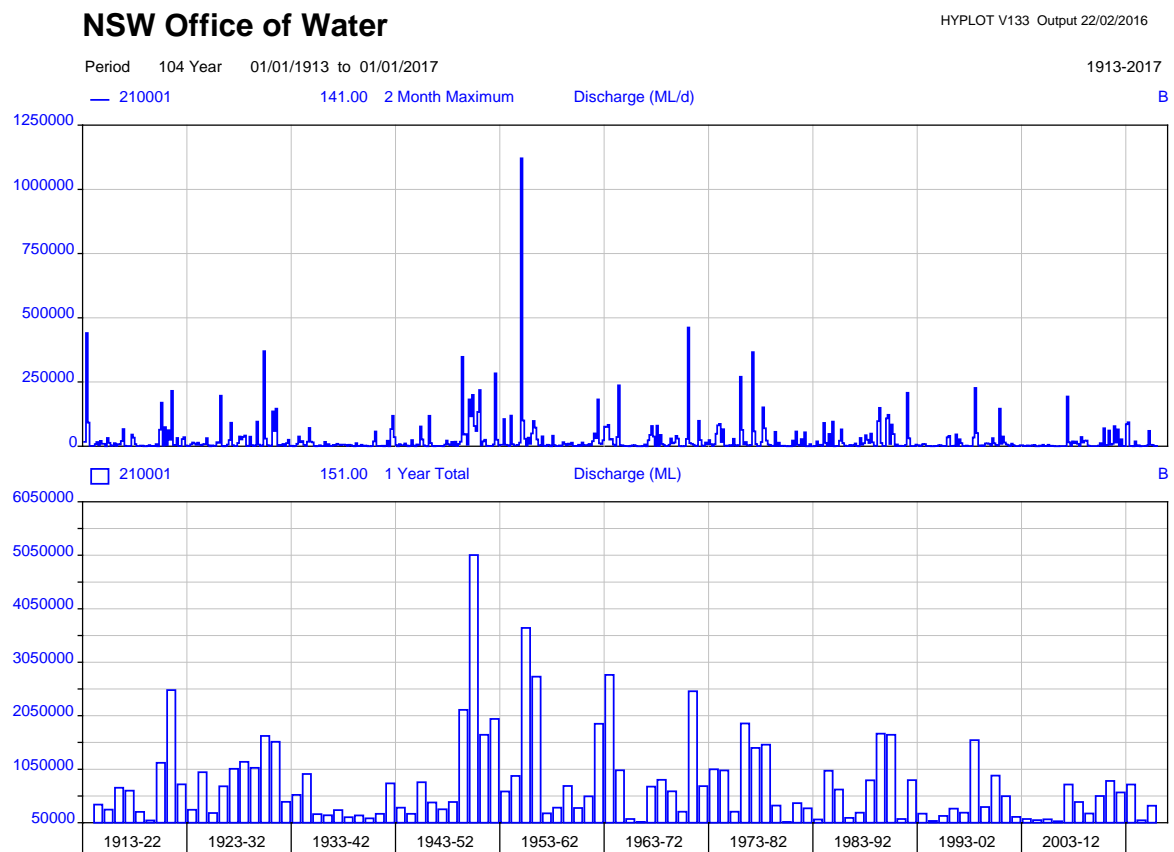 NSW Office of Water
HYPLOT V133 Output 22/02/2016
Period 104 Year 01/01/1913 to 01/01/2017 1913-2017
210001 141.00 2 Month Maximum Discharge (ML/d) B
1250000
1000000
750000
500000
250000
0
210001 151.00 1 Year Total Discharge (ML) B
6050000
5050000
4050000
3050000
2050000
1050000
50000
1913-22 1923-32 1933-42 1943-52 1953-62 1963-72 1973-82 1983-92 1993-02 2003-12